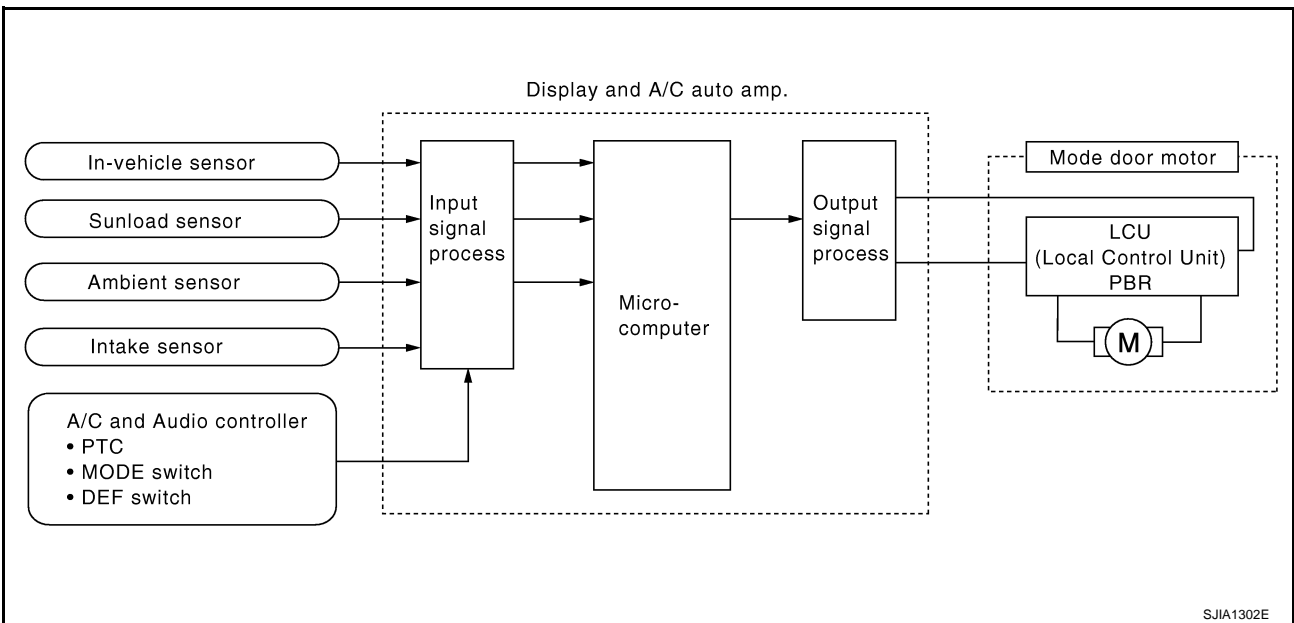 Display and A/C auto amp.
In-vehicle sensor
Sunload sensor
Ambient sensor
Intake sensor
A/C and Audio controller
• PTC
• MODE switch
• DEF switch
Input
signal
process
Micro-
computer
Output
signal
process
Mode door motor
LCU
(Local Control Unit)
PBR
M
SJIA1302E